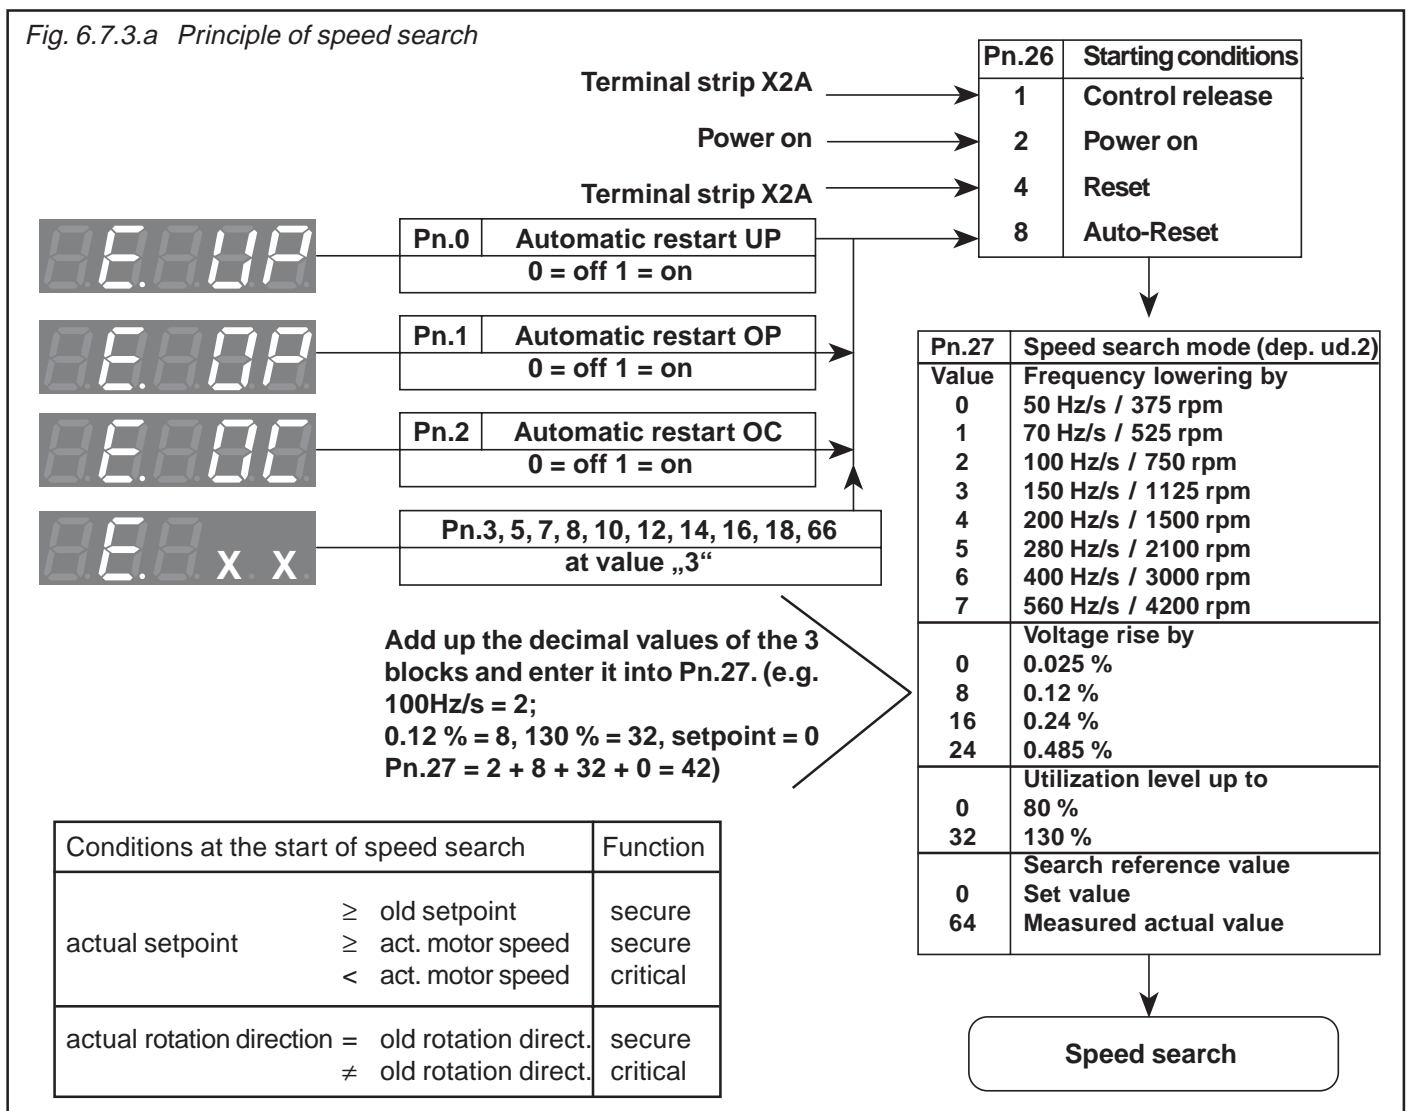 Fig. 6.7.3.a Principle of speed search
Terminal strip X2A
Power on
Terminal strip X2A
Pn.26 Starting conditions
1 Control release
2 Power on
4 Reset
8 Auto-Reset
E. UP
Pn.0 Automatic restart UP
0 = off 1 = on
E. OP
Pn.1 Automatic restart OP
0 = off 1 = on
E. OC
Pn.2 Automatic restart OC
0 = off 1 = on
E. X X
Pn.3, 5, 7, 8, 10, 12, 14, 16, 18, 66
at value „3“
Add up the decimal values of the 3
blocks and enter it into Pn.27. (e.g.
100Hz/s = 2;
0.12 % = 8, 130 % = 32, setpoint = 0
Pn.27 = 2 + 8 + 32 + 0 = 42)
Pn.27 Speed search mode (dep. ud.2)
Value Frequency lowering by
0 50 Hz/s / 375 rpm
1 70 Hz/s / 525 rpm
2 100 Hz/s / 750 rpm
3 150 Hz/s / 1125 rpm
4 200 Hz/s / 1500 rpm
5 280 Hz/s / 2100 rpm
6 400 Hz/s / 3000 rpm
7 560 Hz/s / 4200 rpm
Voltage rise by
0 0.025 %
8 0.12 %
16 0.24 %
24 0.485 %
Utilization level up to
0 80 %
32 130 %
Search reference value
0 Set value
64 Measured actual value
Speed search
Conditions at the start of speed search Function
≥ old setpoint secure
actual setpoint ≥ act. motor speed secure
< act. motor speed critical
actual rotation direction = old rotation direct. secure
≠ old rotation direct. critical